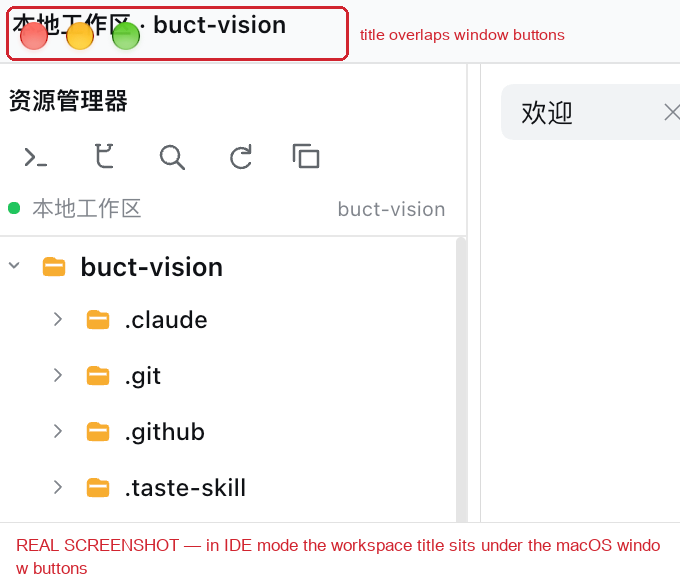 本地工作区 · buct-vision
title overlaps window buttons
资源管理器
欢迎
本地工作区 buct-vision
buct-vision
.claude
.git
.github
.taste-skill
REAL SCREENSHOT — in IDE mode the workspace title sits under the macOS windo
w buttons